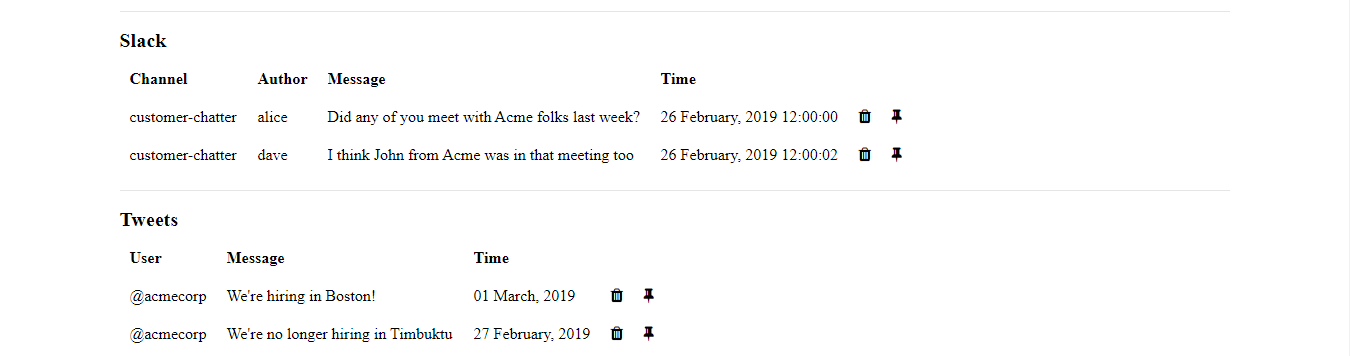 Slack
Channel Author Message Time
customer-chatter alice Did any of you meet with Acme folks last week? 26 February, 2019 12:00:00
customer-chatter dave I think John from Acme was in that meeting too 26 February, 2019 12:00:02
Tweets
User Message Time
@acmecorp We're hiring in Boston! 01 March, 2019
@acmecorp We're no longer hiring in Timbuktu 27 February, 2019